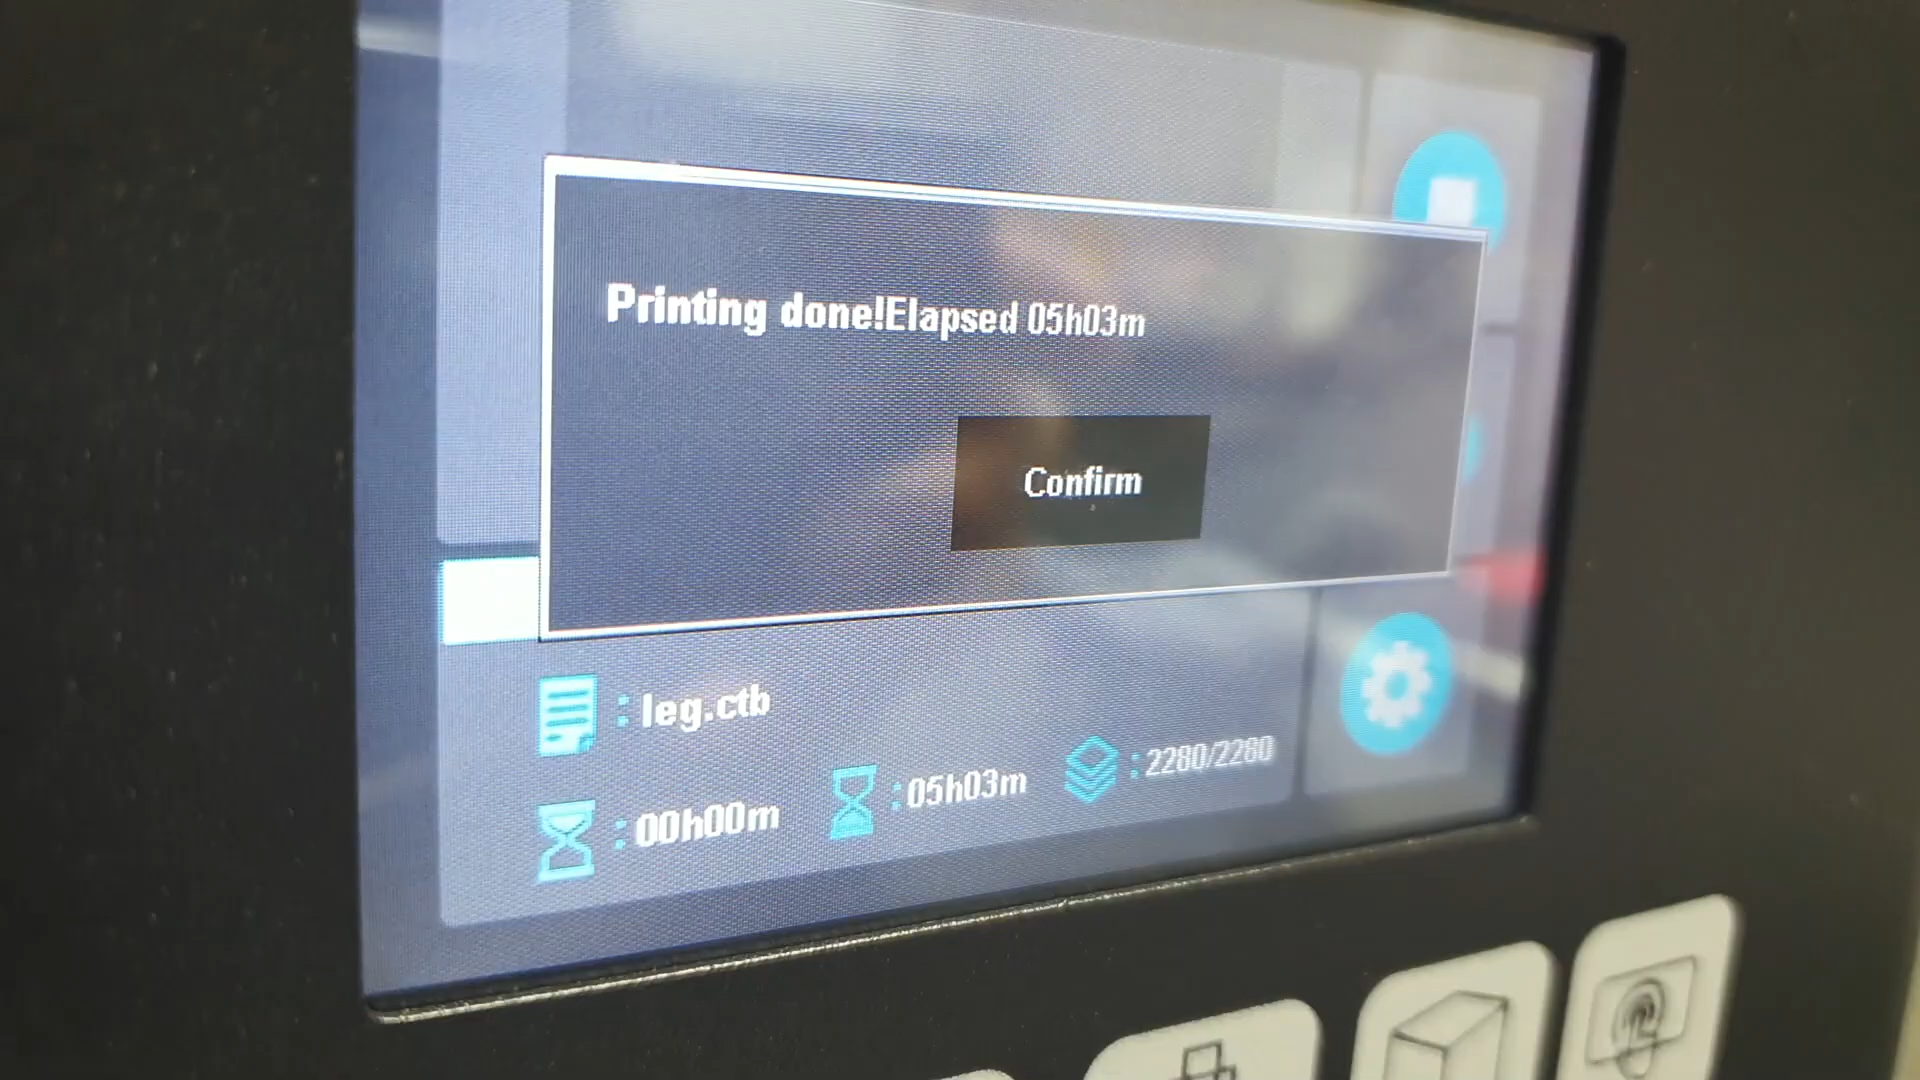 Printing done!Elapsed 05h03m
Confirm
: leg.ctb
: 00h00m
: 05h03m
: 2280/2280